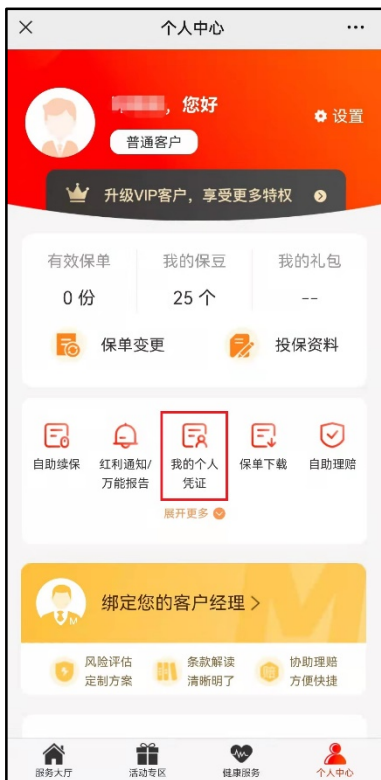 个人中心
，您好
设置
普通客户
升级VIP客户，享受更多特权
有效保单 我的保豆 我的礼包
0 份 25 个 --
保单变更 投保资料
自助续保 红利通知/ 我的个人 保单下载 自助理赔
万能报告 凭证
展开更多
绑定您的客户经理 >
M
风险评估 条款解读 协助理赔
定制方案 清晰明了 方便快捷
服务大厅 活动专区 健康服务 个人中心